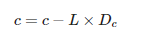 c = c − L × D_c